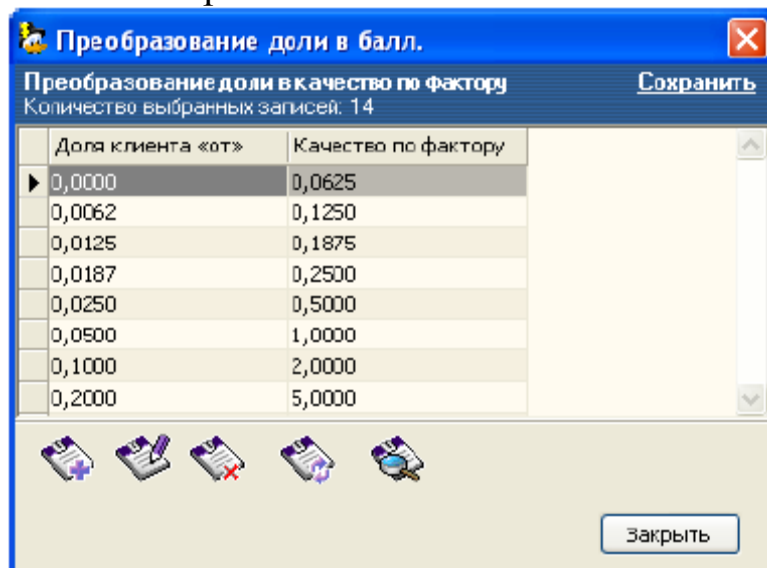 Преобразование доли в балл.
Преобразование доли в качество по фактору Сохранить
Количество выбранных записей: 14
Доля клиента «от» Качество по фактору
0,0000 0,0625
0,0062 0,1250
0,0125 0,1875
0,0187 0,2500
0,0250 0,5000
0,0500 1,0000
0,1000 2,0000
0,2000 5,0000
Закрыть